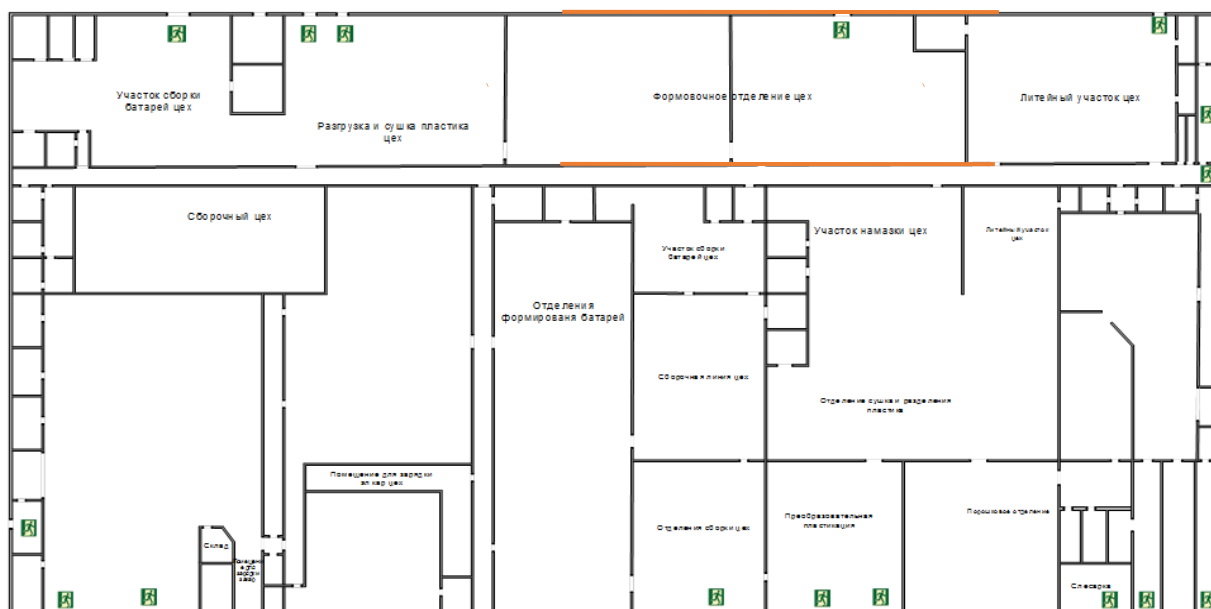 Участок сборки
батарей цех
Разгрузка и сушка пластика
цех
Формовочное отделение цех
Литейный участок цех
Сборочный цех
Участок сборки
батарей цех
Участок намазки цех
Литейный участок
цех
Отделения
формированя батарей
Сборочная линия цех
Отделение сушка и разделения
пластика
Помещение для зарядки
эл кар цех
Отделения сборки цех
Преобразовательная
пластикация
Порошковое отделение
Склад
Слесарка